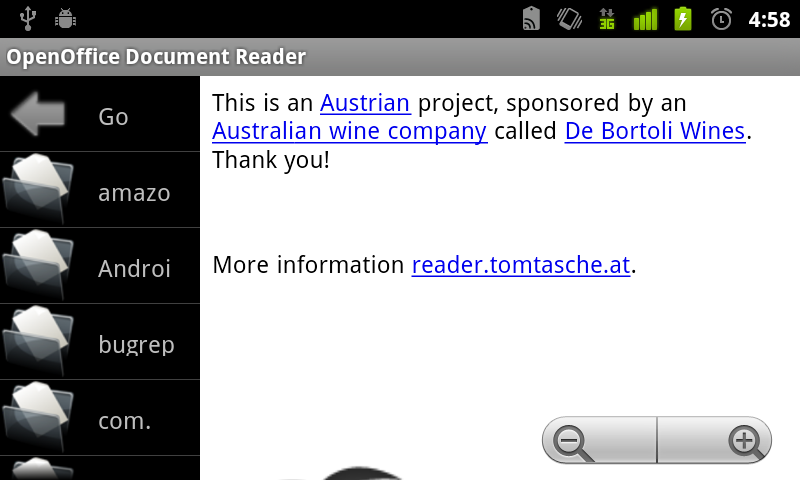 3G
4:58
OpenOffice Document Reader
Go
amazo
Androi
bugrep
com.
This is an Austrian project, sponsored by an
Australian wine company called De Bortoli Wines.
Thank you!
More information reader.tomtasche.at.